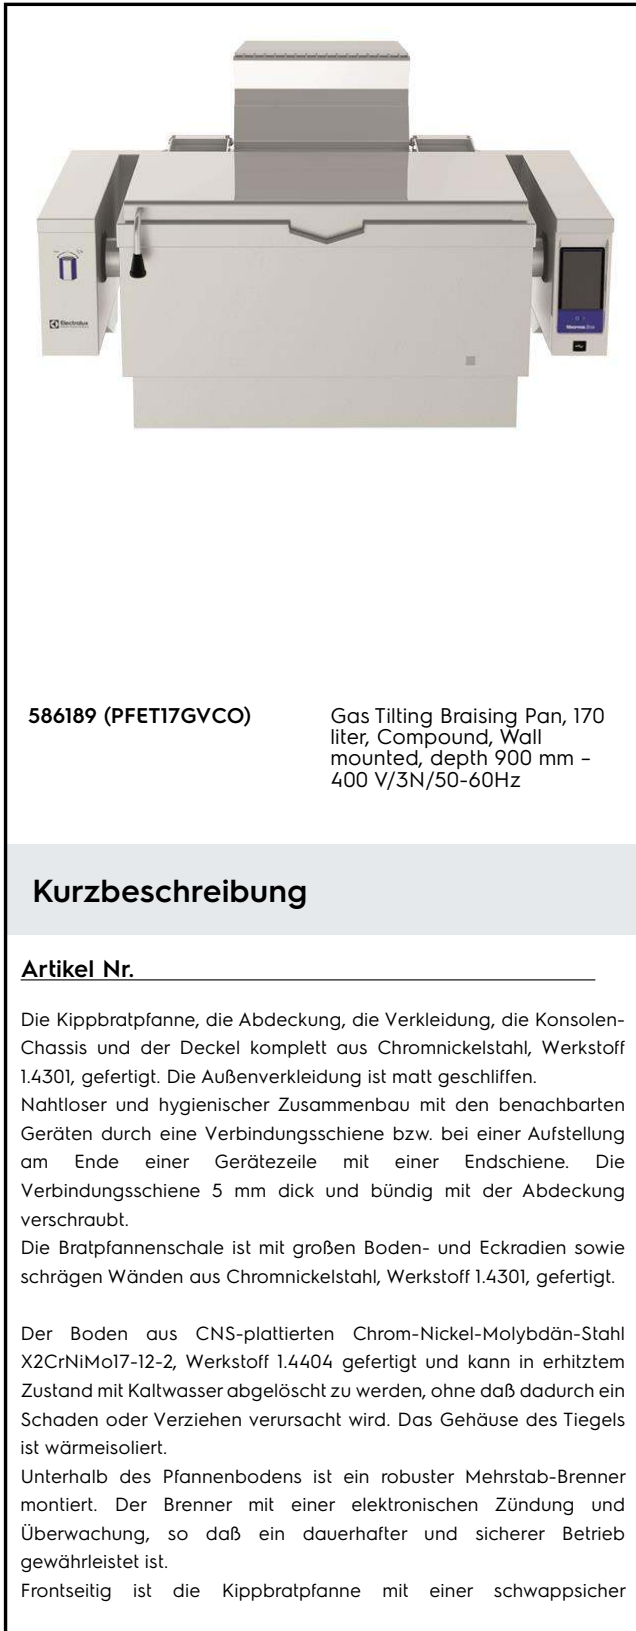 Electrolux
thermaline
586189 (PFET17GVCO)
Gas Tilting Braising Pan, 170
liter, Compound, Wall
mounted, depth 900 mm –
400 V/3N/50-60Hz
Kurzbeschreibung
Artikel Nr.
Die Kippbratpfanne, die Abdeckung, die Verkleidung, die Konsolen-
Chassis und der Deckel komplett aus Chromnickelstahl, Werkstoff
1.4301, gefertigt. Die Außenverkleidung ist matt geschliffen.
Nahtloser und hygienischer Zusammenbau mit den benachbarten
Geräten durch eine Verbindungsschiene bzw. bei einer Aufstellung
am Ende einer Gerätezeile mit einer Endschiene. Die
Verbindungsschiene 5 mm dick und bündig mit der Abdeckung
verschraubt.
Die Bratpfannenschale ist mit großen Boden- und Eckradien sowie
schrägen Wänden aus Chromnickelstahl, Werkstoff 1.4301, gefertigt.
Der Boden aus CNS-plattierten Chrom-Nickel-Molybdän-Stahl
X2CrNiMo17-12-2, Werkstoff 1.4404 gefertigt und kann in erhitztem
Zustand mit Kaltwasser abgelöscht zu werden, ohne daß dadurch ein
Schaden oder Verziehen verursacht wird. Das Gehäuse des Tiegels
ist wärmeisoliert.
Unterhalb des Pfannenbodens ist ein robuster Mehrstab-Brenner
montiert. Der Brenner mit einer elektronischen Zündung und
Überwachung, so daß ein dauerhafter und sicherer Betrieb
gewährleistet ist.
Frontseitig ist die Kippbratpfanne mit einer schwappsicher